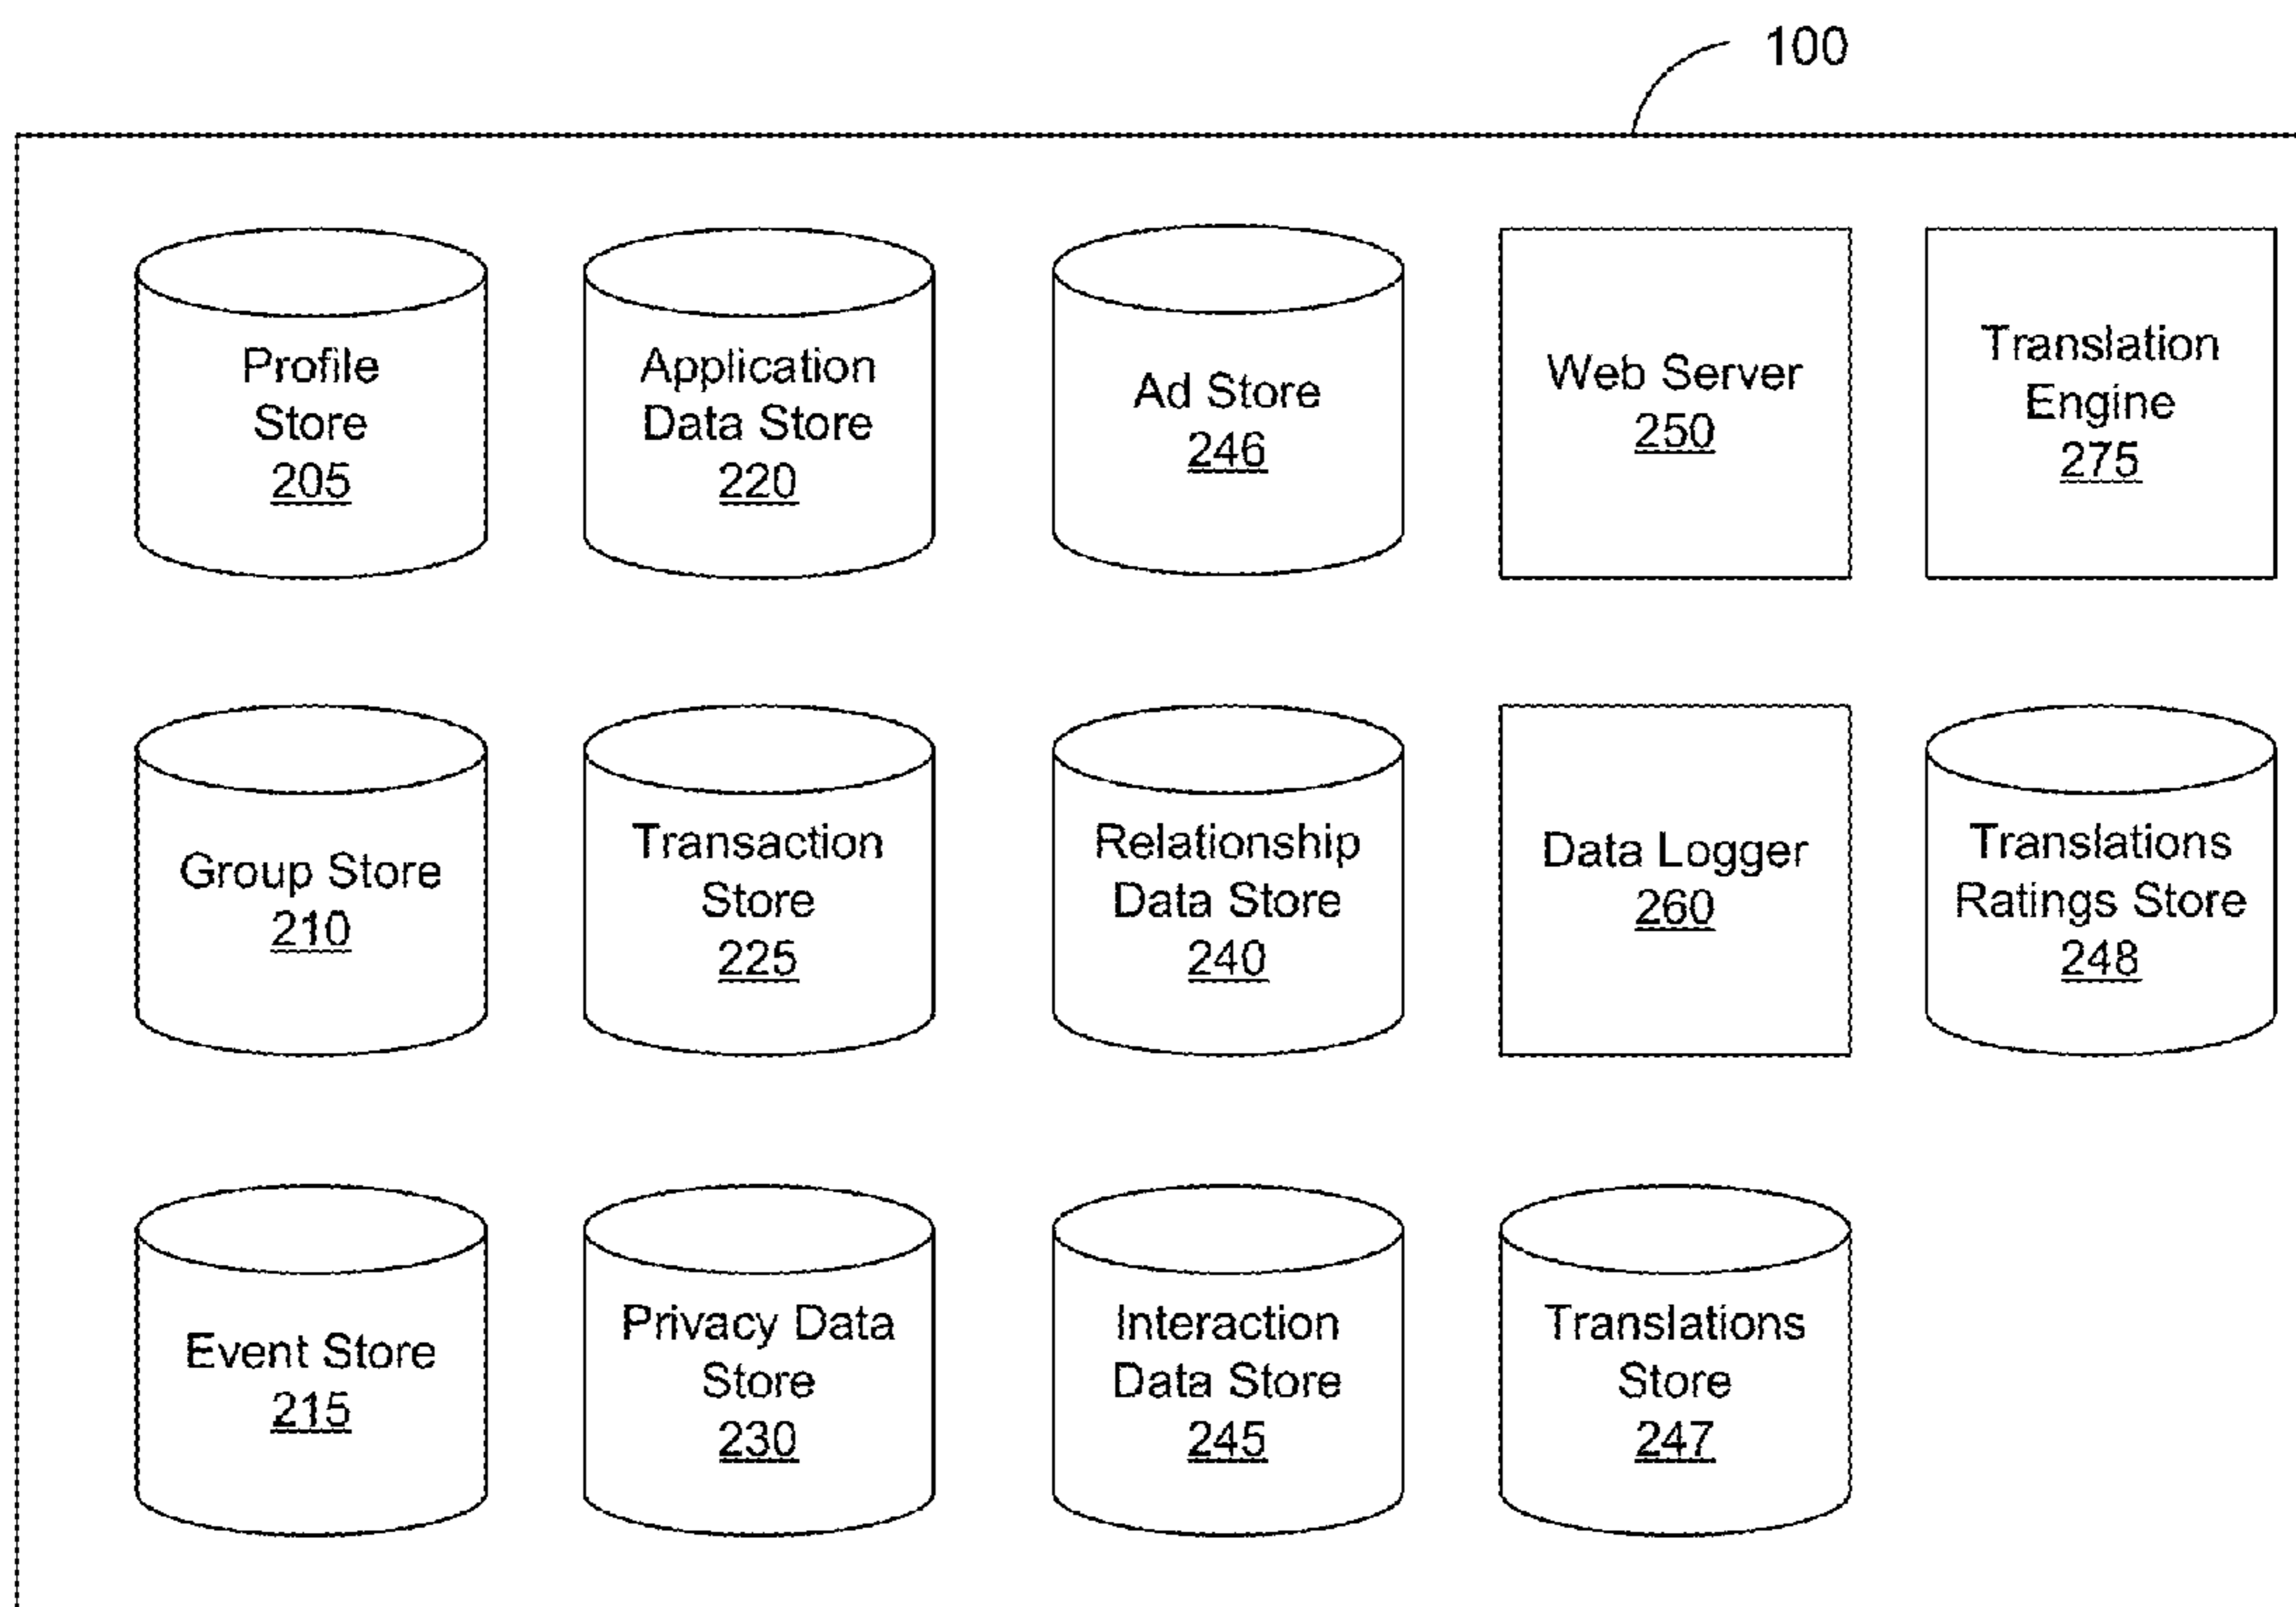 100
Profile
Store
205
Application
Data Store
220
Ad Store
246
Web Server
250
Translation
Engine
275
Group Store
210
Transaction
Store
225
Relationship
Data Store
240
Data Logger
260
Translations
Ratings Store
248
Event Store
215
Privacy Data
Store
230
Interaction
Data Store
245
Translations
Store
247